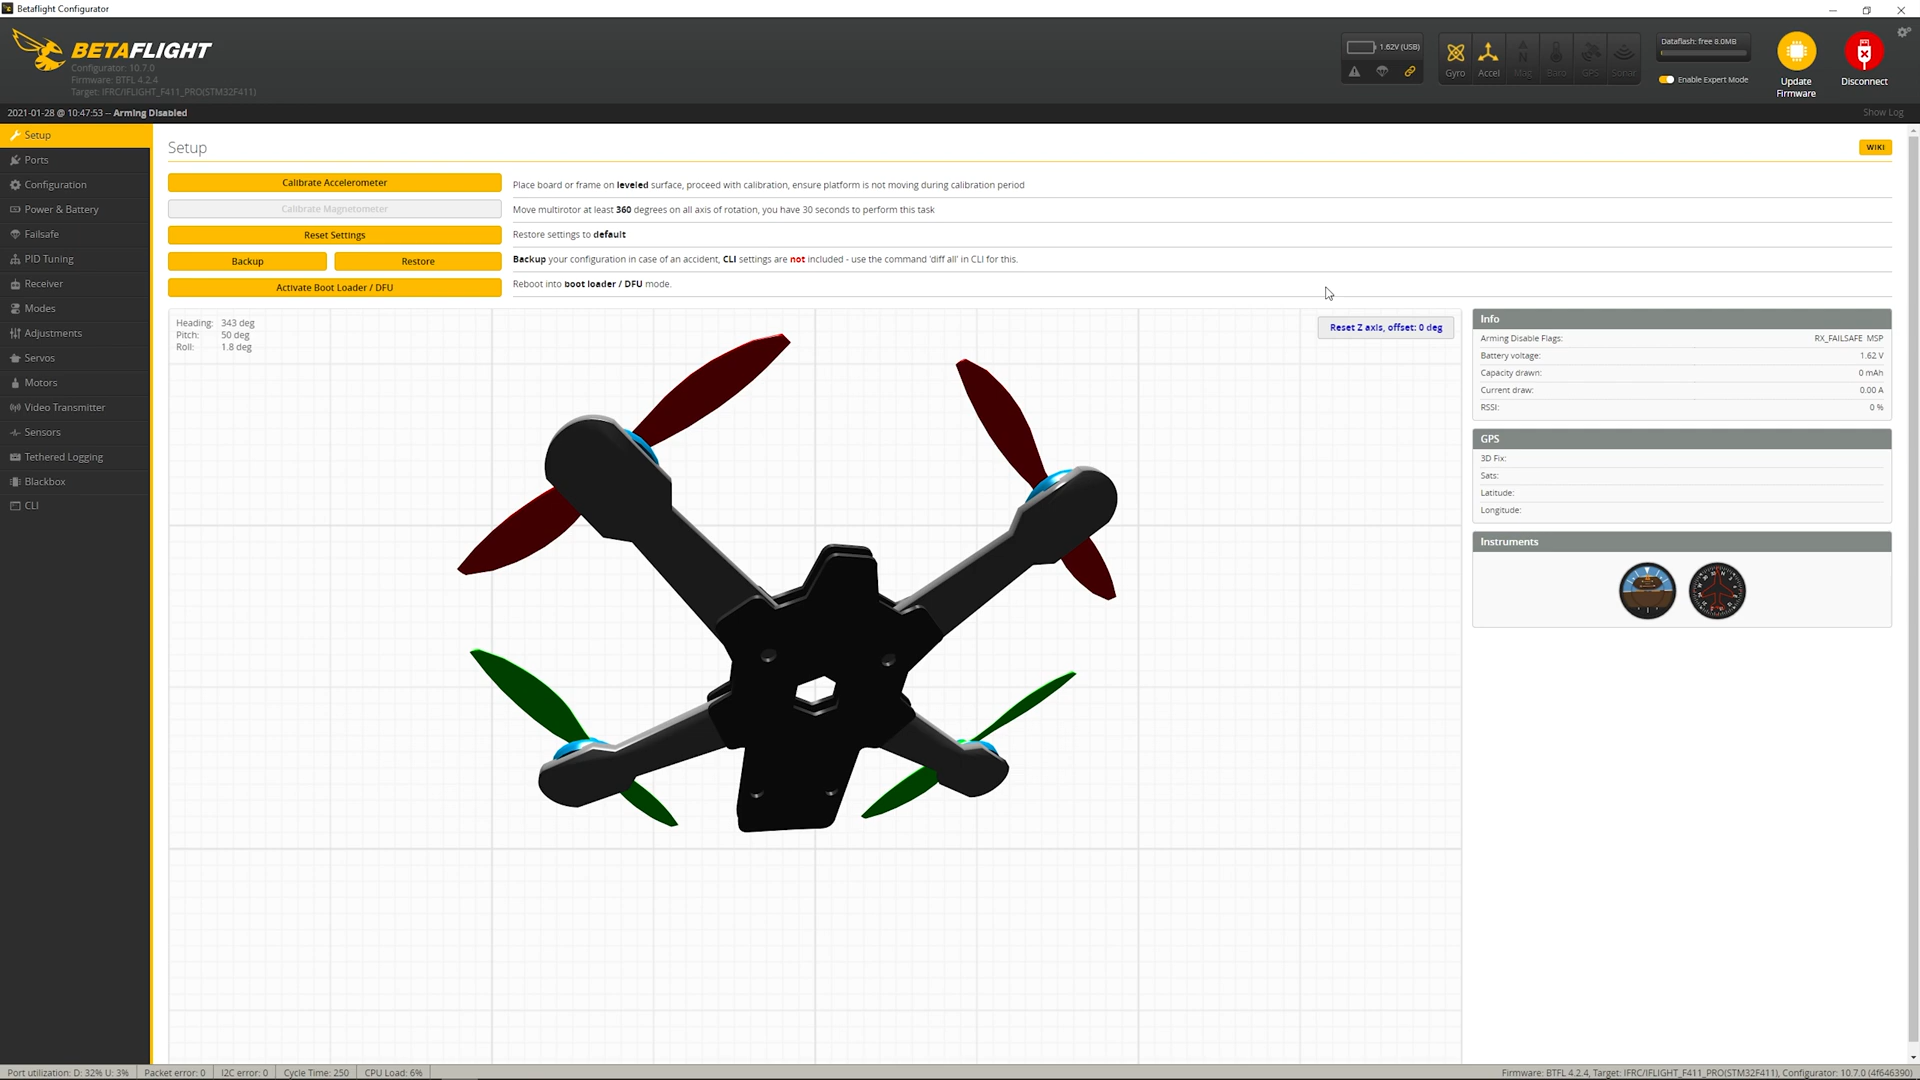 Betaflight Configurator
BETAFLIGHT
Configurator: 10.7.0
Firmware: BTFL 4.2.4
Target: IFRC/IFLIGHT_F411_PRO(STM32F411)
1.62V (USB)
Gyro
Accel
Mag
Baro
GPS
Sonar
Dataflash: free 8.0MB
Enable Expert Mode
Update
Firmware
Disconnect
2021-01-28 @ 10:47:53 -- Arming Disabled
Show Log
Setup
Ports
Configuration
Power & Battery
Failsafe
PID Tuning
Receiver
Modes
Adjustments
Servos
Motors
Video Transmitter
Sensors
Tethered Logging
Blackbox
CLI
Setup
WIKI
Calibrate Accelerometer
Place board or frame on leveled surface, proceed with calibration, ensure platform is not moving during calibration period
Calibrate Magnetometer
Move multirotor at least 360 degrees on all axis of rotation, you have 30 seconds to perform this task
Reset Settings
Restore settings to default
Backup
Restore
Backup your configuration in case of an accident, CLI settings are not included - use the command 'diff all' in CLI for this.
Activate Boot Loader / DFU
Reboot into boot loader / DFU mode.
Heading: 343 deg
Pitch: 50 deg
Roll: 1.8 deg
Reset Z axis, offset: 0 deg
Info
Arming Disable Flags: RX_FAILSAFE MSP
Battery voltage: 1.62 V
Capacity drawn: 0 mAh
Current draw: 0.00 A
RSSI: 0 %
GPS
3D Fix:
Sats:
Latitude:
Longitude:
Instruments
Port utilization: D: 32% U: 3%
Packet error: 0
I2C error: 0
Cycle Time: 250
CPU Load: 6%
Firmware: BTFL 4.2.4, Target: IFRC/IFLIGHT_F411_PRO(STM32F411), Configurator: 10.7.0 (4f646390)